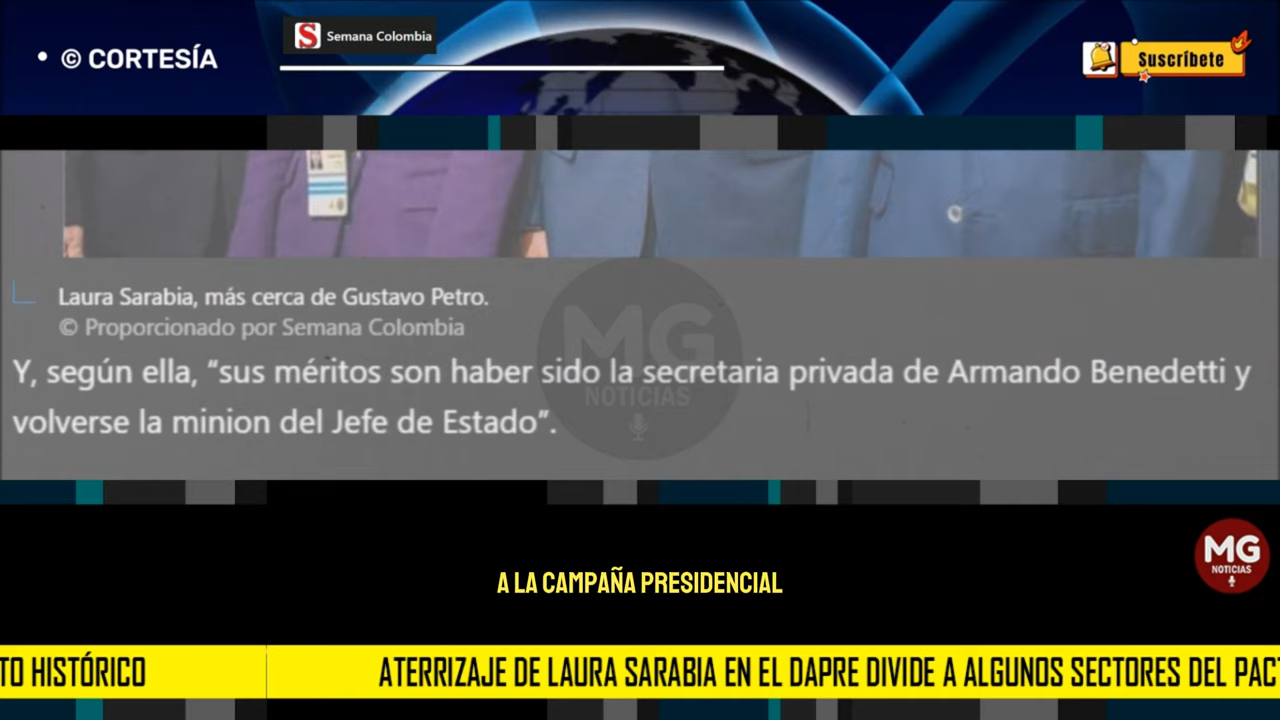 • © CORTESÍA
S Semana Colombia
Suscríbete
Laura Sarabia, más cerca de Gustavo Petro.
© Proporcionado por Semana Colombia
Y, según ella, “sus méritos son haber sido la secretaria privada de Armando Benedetti y
volverse la minion del Jefe de Estado”.
MG
NOTICIAS
A LA CAMPAÑA PRESIDENCIAL
MG
NOTICIAS
TO HISTÓRICO
ATERRIZAJE DE LAURA SARABIA EN EL DAPRE DIVIDE A ALGUNOS SECTORES DEL PACT